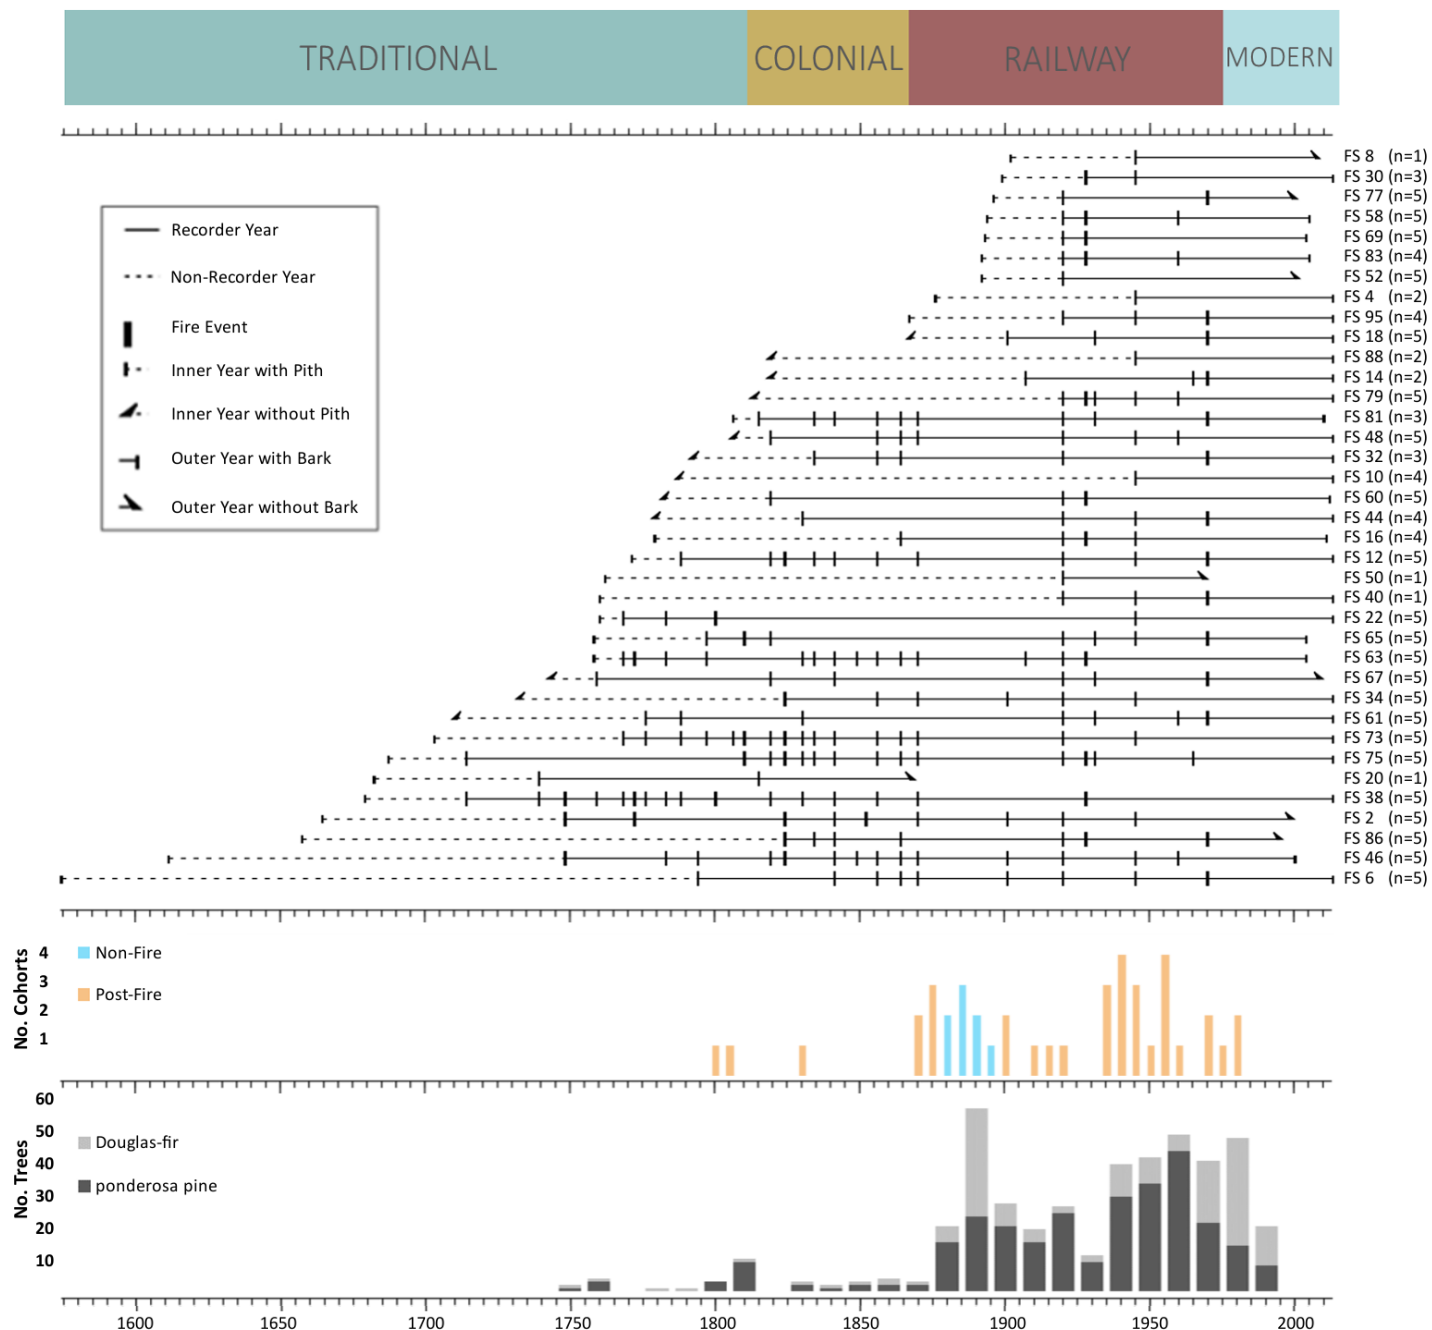 TRADITIONAL COLONIAL RAILWAY MODERN
Recorder Year
Non-Recorder Year
Fire Event
Inner Year with Pith
Inner Year without Pith
Outer Year with Bark
Outer Year without Bark
FS 8 (n=1)
FS 30 (n=3)
FS 77 (n=5)
FS 58 (n=5)
FS 69 (n=5)
FS 83 (n=4)
FS 52 (n=5)
FS 4 (n=2)
FS 95 (n=4)
FS 18 (n=5)
FS 88 (n=2)
FS 14 (n=2)
FS 79 (n=5)
FS 81 (n=3)
FS 48 (n=5)
FS 32 (n=3)
FS 10 (n=4)
FS 60 (n=5)
FS 44 (n=4)
FS 16 (n=4)
FS 12 (n=5)
FS 50 (n=1)
FS 40 (n=1)
FS 22 (n=5)
FS 65 (n=5)
FS 63 (n=5)
FS 67 (n=5)
FS 34 (n=5)
FS 61 (n=5)
FS 73 (n=5)
FS 75 (n=5)
FS 20 (n=1)
FS 38 (n=5)
FS 2 (n=5)
FS 86 (n=5)
FS 46 (n=5)
FS 6 (n=5)
No. Cohorts
4
3
2
1
Non-Fire
Post-Fire
No. Trees
60
50
40
30
20
10
Douglas-fir
ponderosa pine
1600 1650 1700 1750 1800 1850 1900 1950 2000